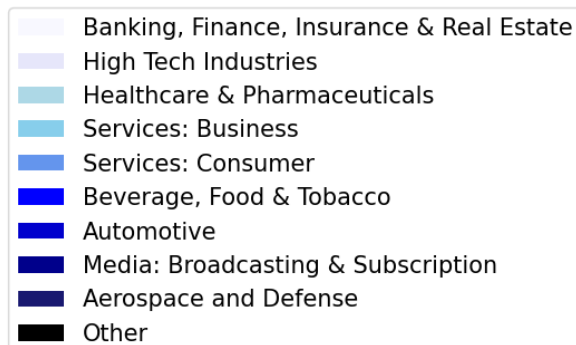 Banking, Finance, Insurance & Real Estate
High Tech Industries
Healthcare & Pharmaceuticals
Services: Business
Services: Consumer
Beverage, Food & Tobacco
Automotive
Media: Broadcasting & Subscription
Aerospace and Defense
Other